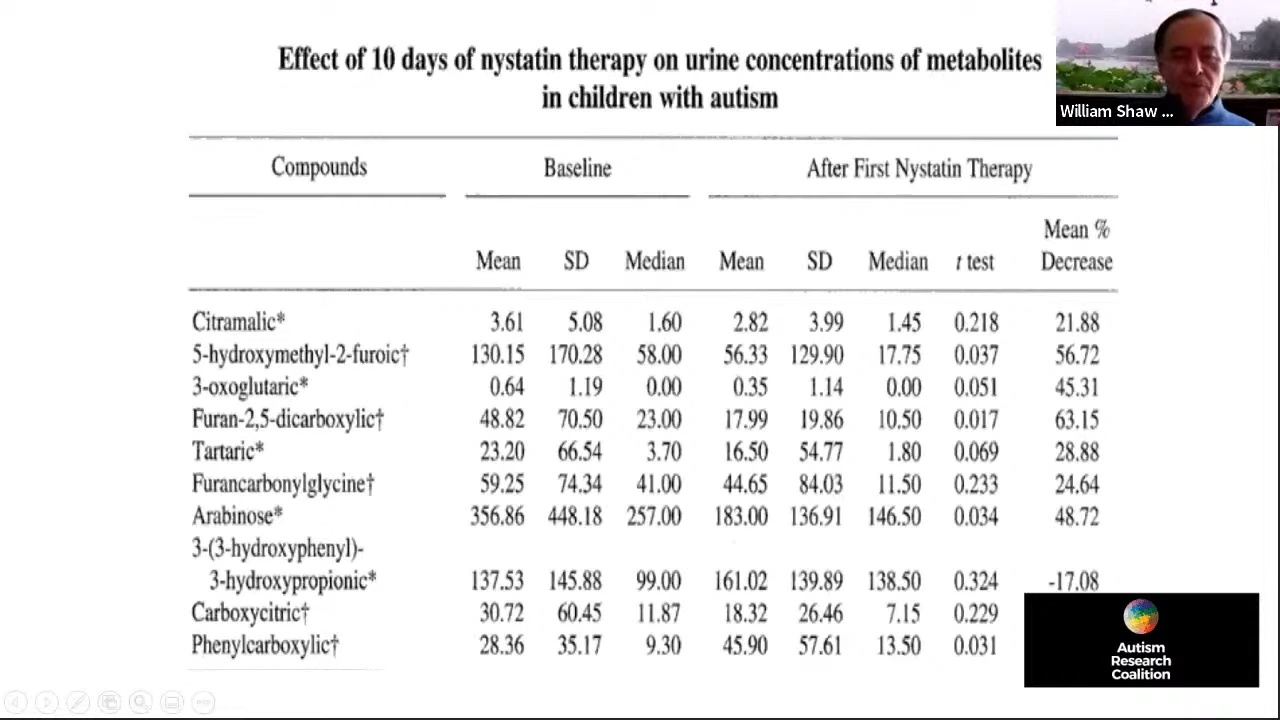 Effect of 10 days of nystatin therapy on urine concentrations of metabolites
in children with autism
William Shaw ...
Compounds Baseline After First Nystatin Therapy
Mean %
Mean SD Median Mean SD Median t test Decrease
Citramalic* 3.61 5.08 1.60 2.82 3.99 1.45 0.218 21.88
5-hydroxymethyl-2-furoic† 130.15 170.28 58.00 56.33 129.90 17.75 0.037 56.72
3-oxoglutaric* 0.64 1.19 0.00 0.35 1.14 0.00 0.051 45.31
Furan-2,5-dicarboxylic† 48.82 70.50 23.00 17.99 19.86 10.50 0.017 63.15
Tartaric* 23.20 66.54 3.70 16.50 54.77 1.80 0.069 28.88
Furancarbonylglycine† 59.25 74.34 41.00 44.65 84.03 11.50 0.233 24.64
Arabinose* 356.86 448.18 257.00 183.00 136.91 146.50 0.034 48.72
3-(3-hydroxyphenyl)-
3-hydroxypropionic* 137.53 145.88 99.00 161.02 139.89 138.50 0.324 -17.08
Carboxycitric† 30.72 60.45 11.87 18.32 26.46 7.15 0.229
Phenylcarboxylic† 28.36 35.17 9.30 45.90 57.61 13.50 0.031
Autism
Research
Coalition